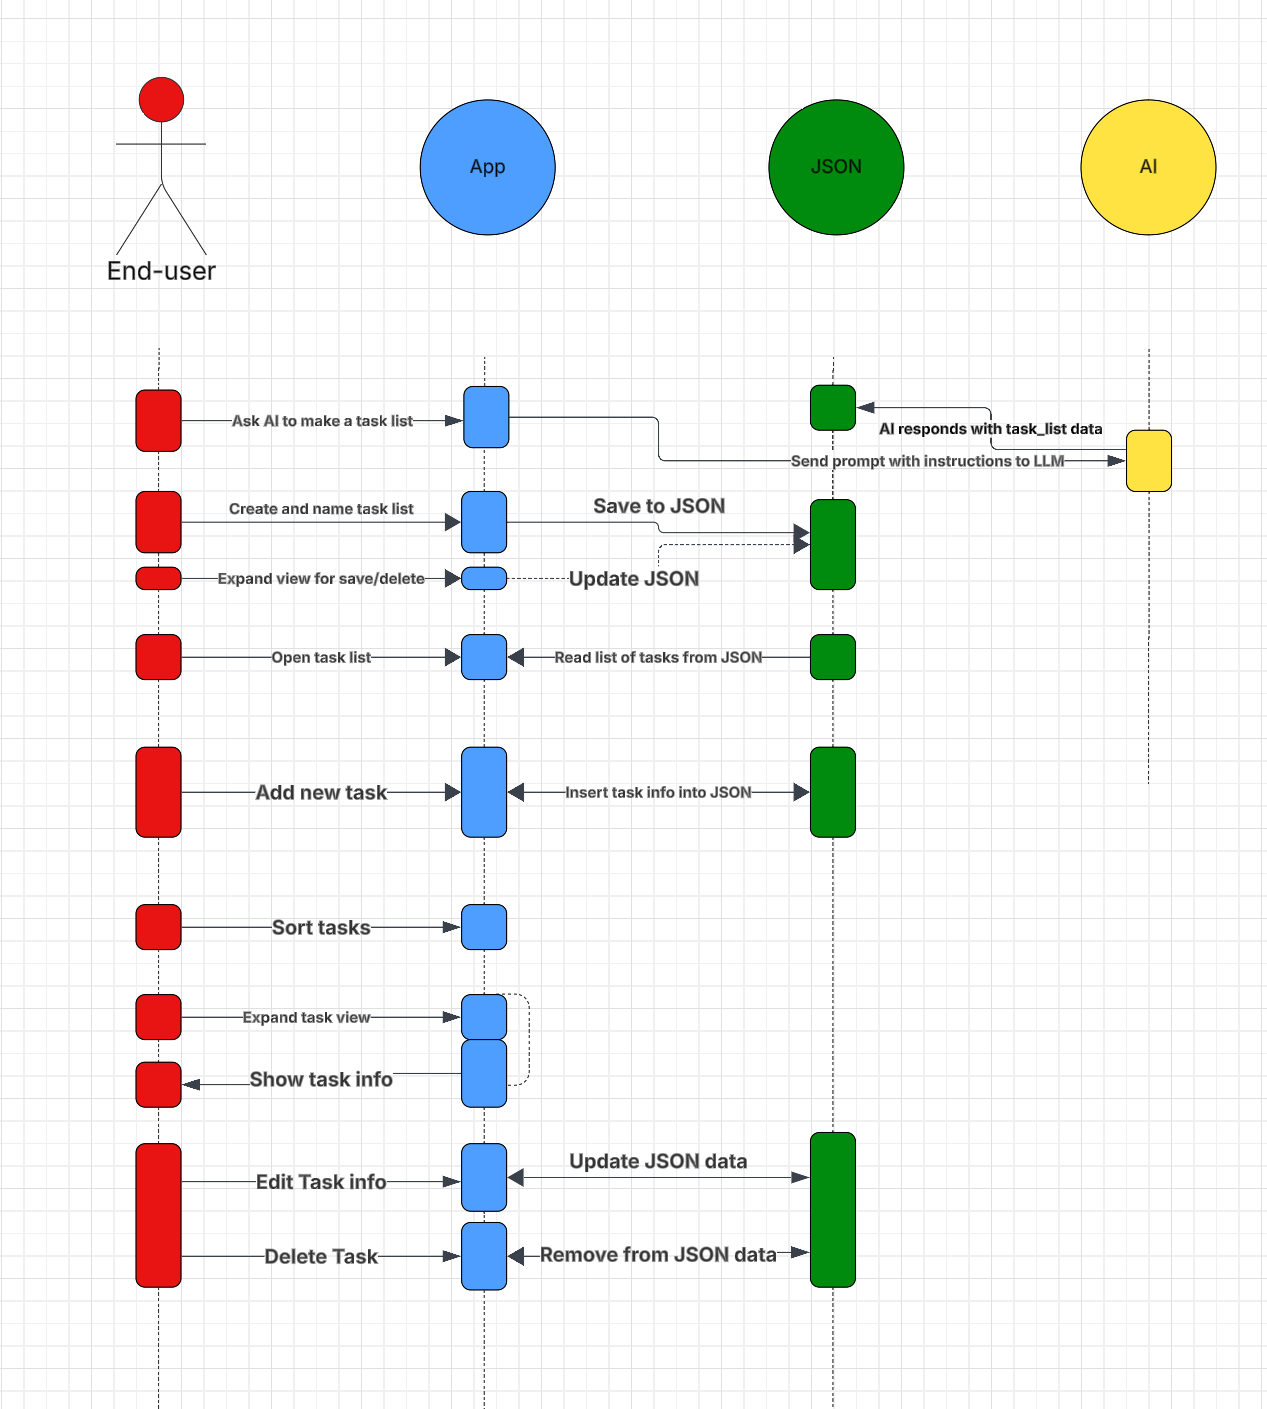 App
JSON
AI
End-user
Ask AI to make a task list
AI responds with task_list data
Send prompt with instructions to LLM
Create and name task list
Save to JSON
Expand view for save/delete
Update JSON
Open task list
Read list of tasks from JSON
Add new task
Insert task info into JSON
Sort tasks
Expand task view
Show task info
Update JSON data
Edit Task info
Delete Task
Remove from JSON data